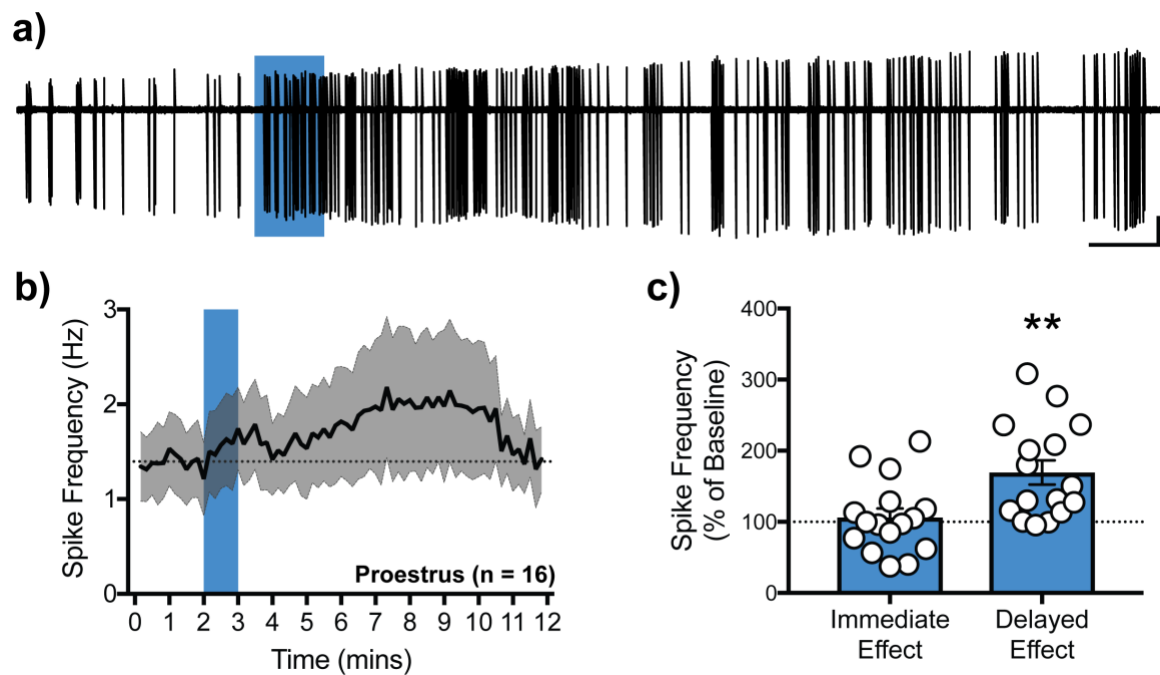 a)
b)
Spike Frequency (Hz)
3
2
1
0
Proestrus (n = 16)
0 1 2 3 4 5 6 7 8 9 10 11 12
Time (mins)
c)
Spike Frequency
(% of Baseline)
400
300
200
100
0
**
Immediate
Effect
Delayed
Effect